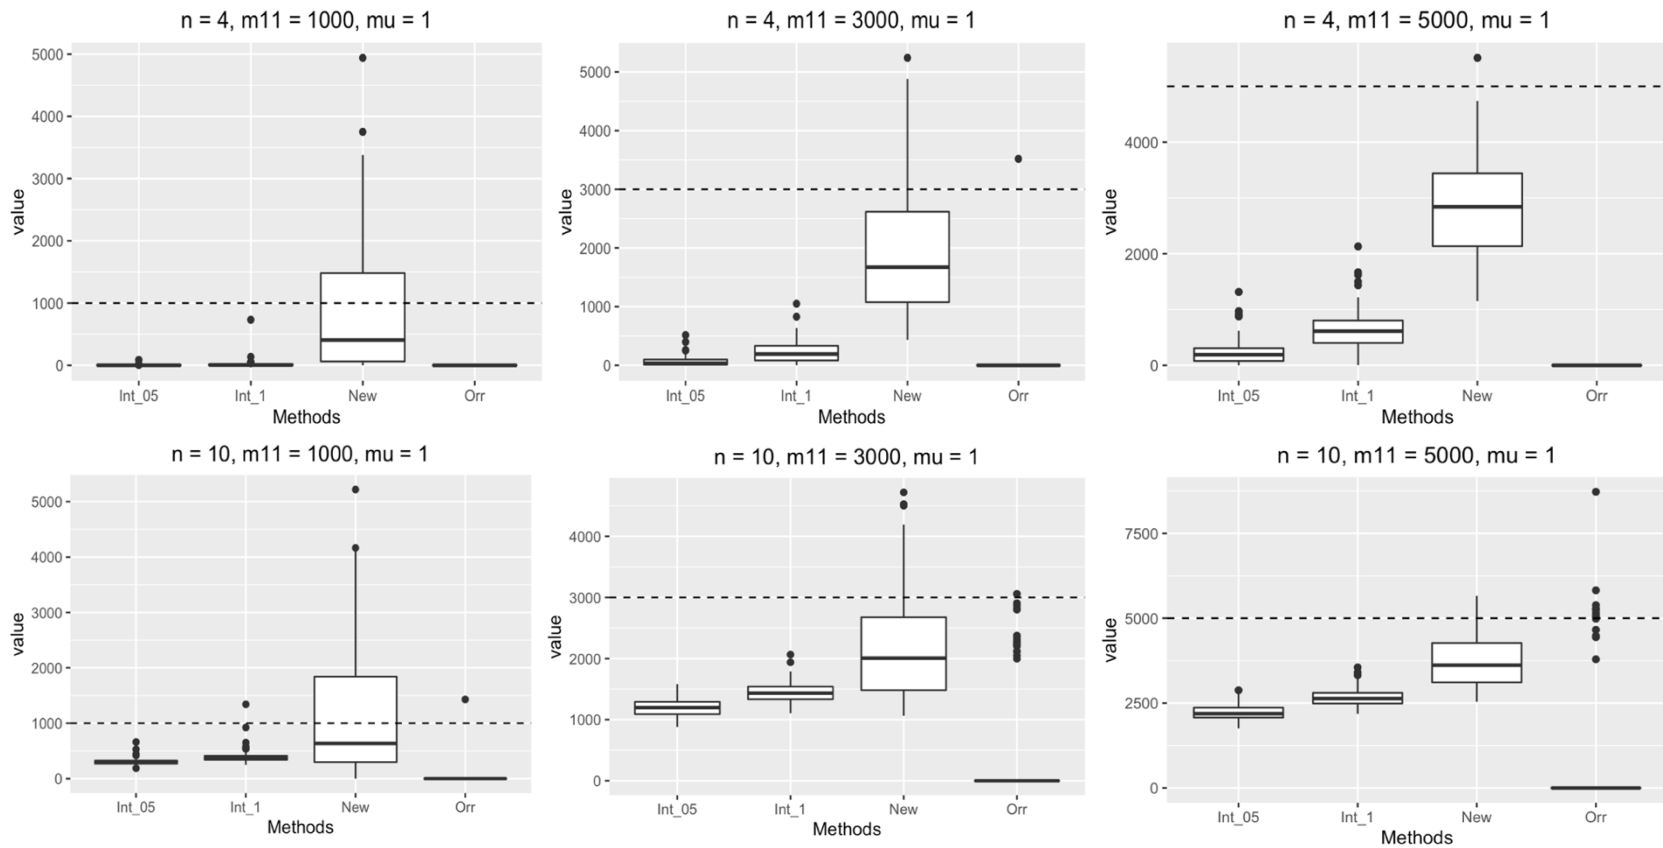 n = 4, m11 = 1000, mu = 1
value
5000
4000
3000
2000
1000
0
Int_05 Int_1 New Orr
Methods
n = 4, m11 = 3000, mu = 1
value
5000
4000
3000
2000
1000
0
Int_05 Int_1 New Orr
Methods
n = 4, m11 = 5000, mu = 1
value
4000
2000
0
Int_05 Int_1 New Orr
Methods
n = 10, m11 = 1000, mu = 1
value
5000
4000
3000
2000
1000
0
Int_05 Int_1 New Orr
Methods
n = 10, m11 = 3000, mu = 1
value
4000
3000
2000
1000
0
Int_05 Int_1 New Orr
Methods
n = 10, m11 = 5000, mu = 1
value
7500
5000
2500
0
Int_05 Int_1 New Orr
Methods